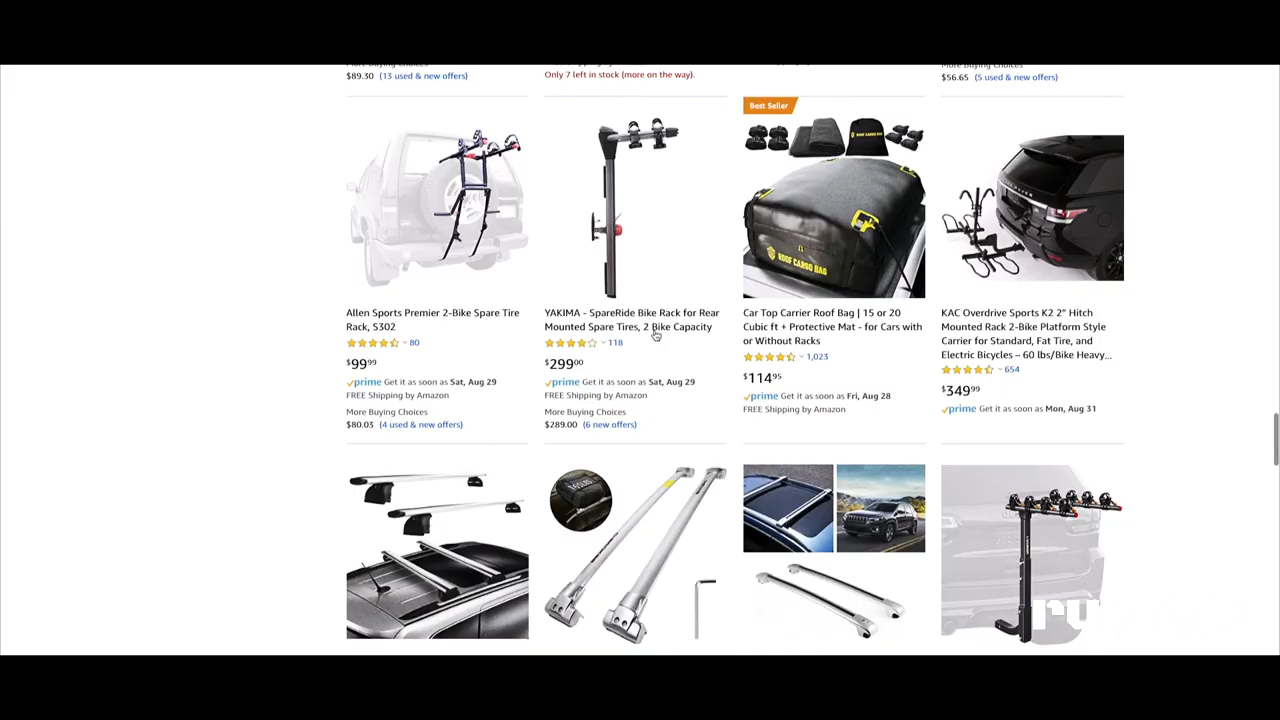 $89.30 (13 used & new offers)
Only 7 left in stock (more on the way).
$56.65 (5 used & new offers)
Allen Sports Premier 2-Bike Spare Tire
Rack, S302
80
$99.99
prime Get it as soon as Sat, Aug 29
FREE Shipping by Amazon
More Buying Choices
$80.03 (4 used & new offers)
YAKIMA - SpareRide Bike Rack for Rear
Mounted Spare Tires, 2 Bike Capacity
118
$299.00
prime Get it as soon as Sat, Aug 29
FREE Shipping by Amazon
More Buying Choices
$289.00 (6 new offers)
Best Seller
ROOF CARGO BAG
Car Top Carrier Roof Bag | 15 or 20
Cubic ft + Protective Mat - for Cars with
or Without Racks
1,023
$114.95
prime Get it as soon as Fri, Aug 28
FREE Shipping by Amazon
KAC Overdrive Sports K2 2" Hitch
Mounted Rack 2-Bike Platform Style
Carrier for Standard, Fat Tire, and
Electric Bicycles – 60 lbs/Bike Heavy...
654
$349.99
prime Get it as soon as Mon, Aug 31